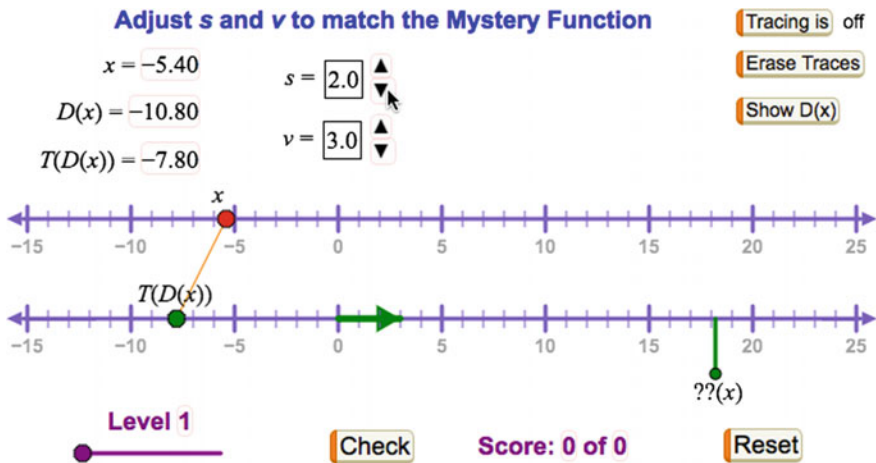 Adjust s and v to match the Mystery Function
Tracing is off
Erase Traces
Show D(x)
x = −5.40
D(x) = −10.80
T(D(x)) = −7.80
s = 2.0 ▲ ▼
v = 3.0 ▲ ▼
x
−15 −10 −5 0 5 10 15 20 25
T(D(x))
−15 −10 −5 0 5 10 15 20 25
??(x)
Level 1
Check
Score: 0 of 0
Reset